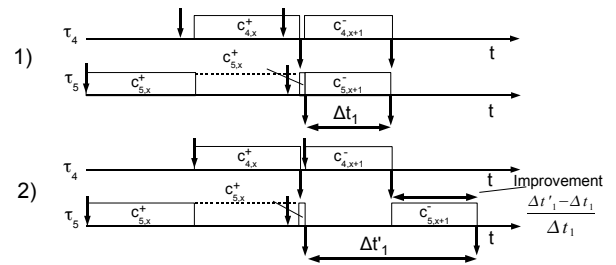 1)
τ4
c+4,x
c-4,x+1
t
τ5
c+5,x
c+5,x
c-5,x+1
t
Δt1
2)
τ4
c+4,x
c-4,x+1
t
τ5
c+5,x
c+5,x
c-5,x+1
t
Δt'1
Improvement
Δt'1−Δt1
Δt1